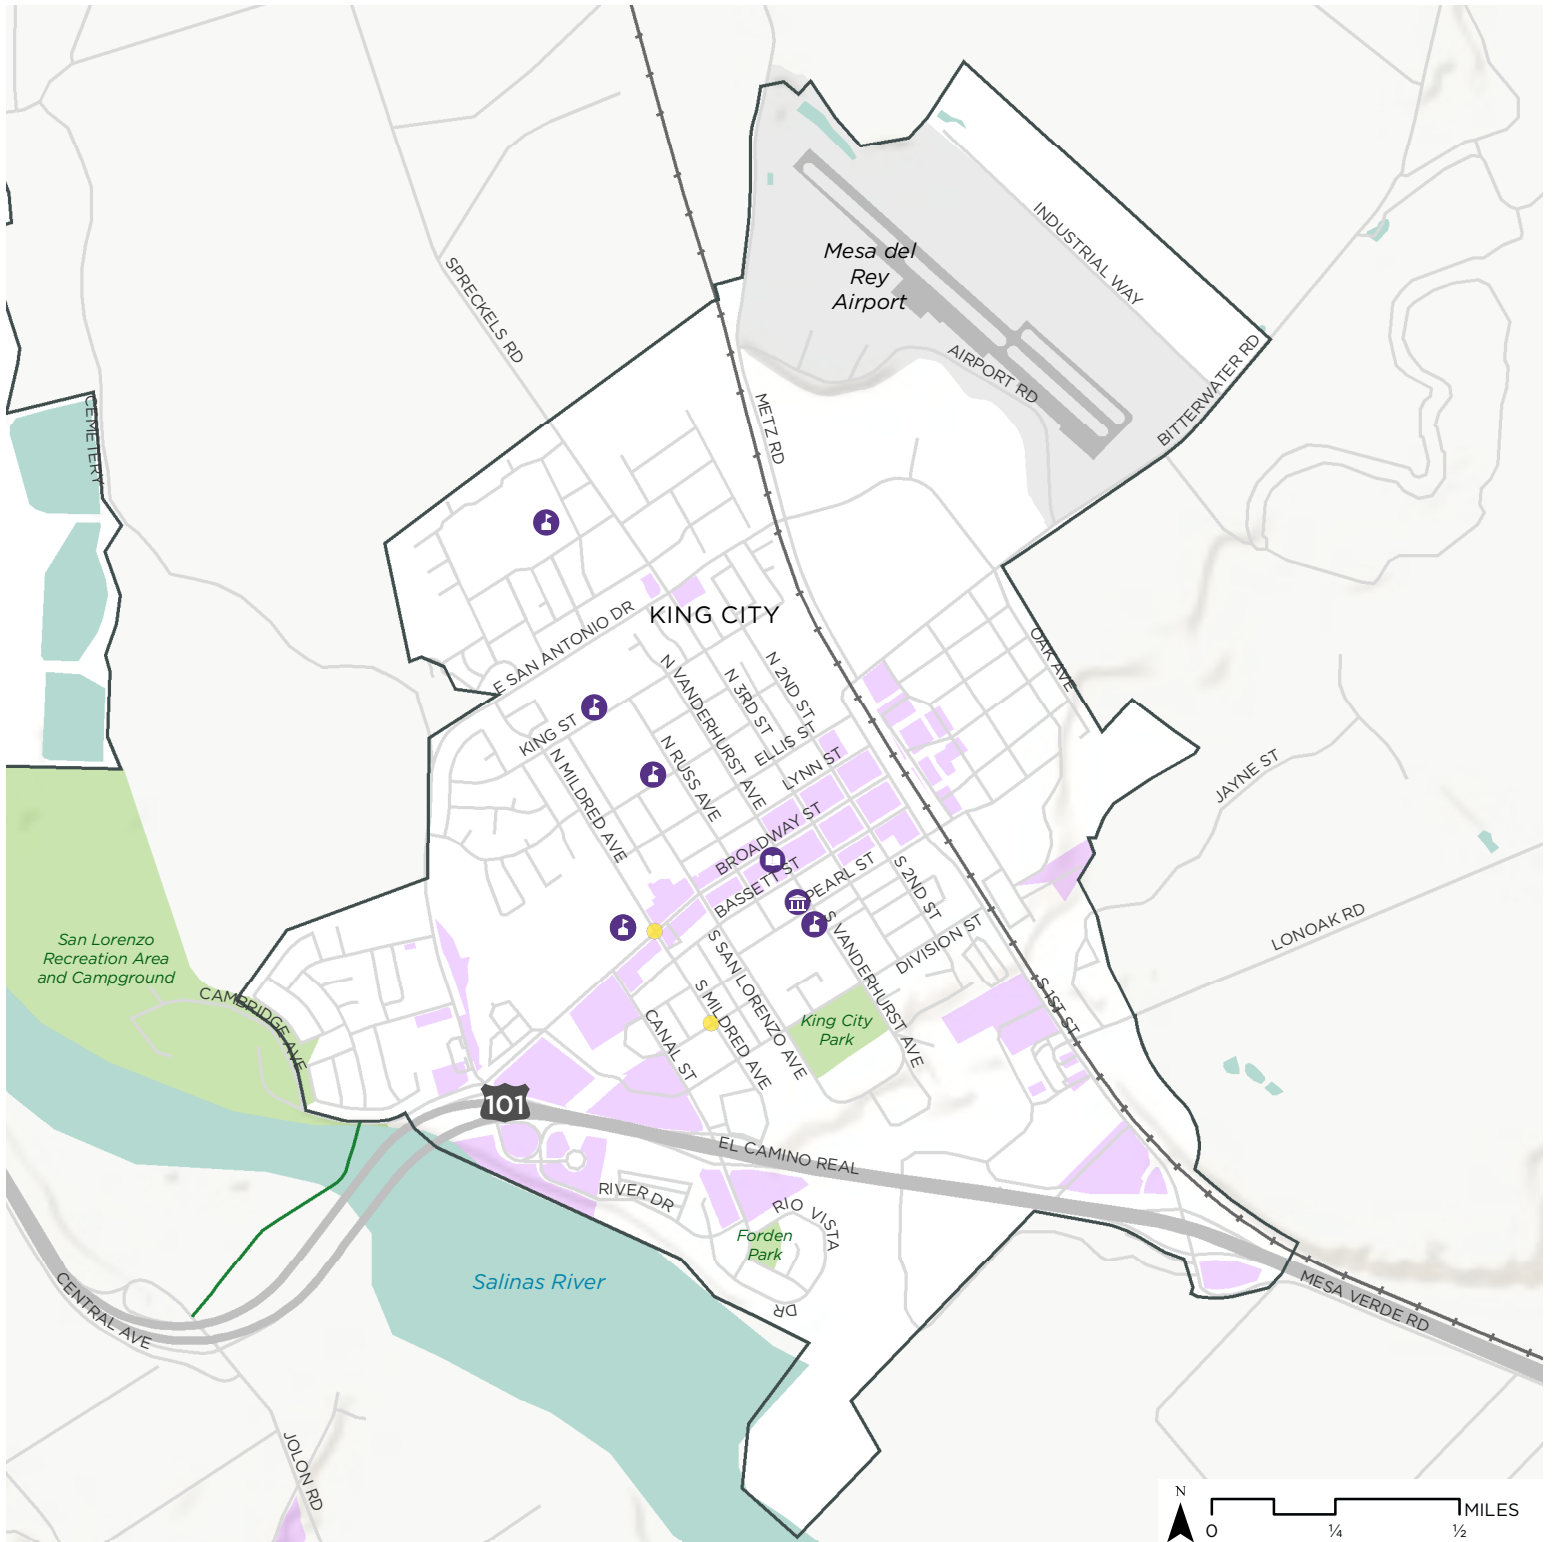 INDUSTRIAL WAY
Mesa del
Rey
Airport
SPRECKELS RD
AIRPORT RD
BITTERWATER RD
CEMETERY
METZ RD
KING CITY
E SAN ANTONIO DR
OAK AVE
N VANDERHURST AVE
N 3RD ST
N 2ND ST
KING ST
N MILDRED AVE
N RUSS AVE
ELLIS ST
LYNN ST
JAYNE ST
BROADWAY ST
BASSETT ST
PEARL ST
S 2ND ST
LONOAK RD
San Lorenzo
Recreation Area
and Campground
S SAN LORENZO AVE
S VANDERHURST AVE
DIVISION ST
CAMBRIDGE AVE
S MILDRED AVE
CANAL ST
King City
Park
S 1ST ST
101
EL CAMINO REAL
RIVER DR
RIO VISTA
DR
Forden
Park
Salinas River
CENTRAL AVE
MESA VERDE RD
JOLON RD
N
MILES
0
¼
½